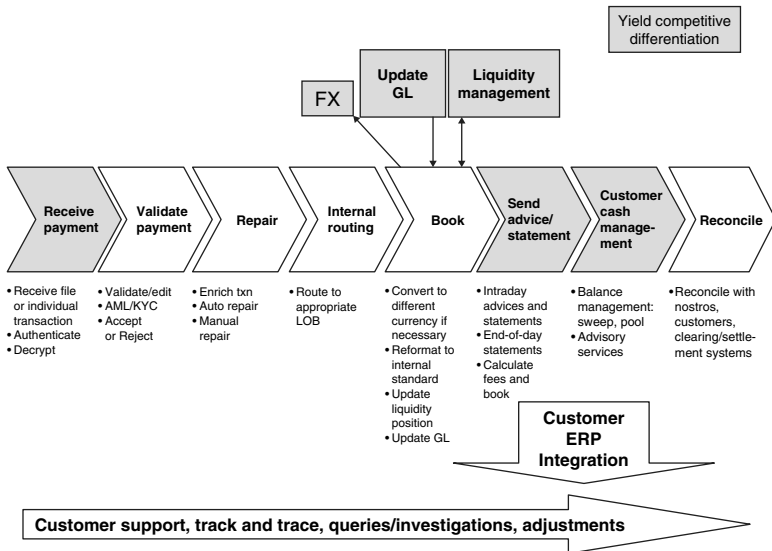 Yield competitive
differentiation
FX
Update
GL
Liquidity
management
Receive
payment
Validate
payment
Repair
Internal
routing
Book
Send
advice/
statement
Customer
cash
manage-
ment
Reconcile
• Receive file
or individual
transaction
• Authenticate
• Decrypt
• Validate/edit
• AML/KYC
• Accept
or Reject
• Enrich txn
• Auto repair
• Manual
repair
• Route to
appropriate
LOB
• Convert to
different
currency if
necessary
• Reformat to
internal
standard
• Update
liquidity
position
• Update GL
• Intraday
advices and
statements
• End-of-day
statements
• Calculate
fees and
book
• Balance
management:
sweep, pool
• Advisory
services
• Reconcile with
nostros,
customers,
clearing/settle-
ment systems
Customer
ERP
Integration
Customer support, track and trace, queries/investigations, adjustments